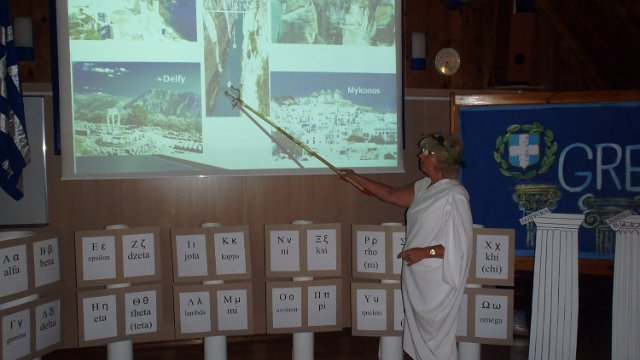 Delfy
Mykonos
GRE
Αα
alfa
Ββ
beta
Εε
epsilon
Ζζ
dzeta
Ιι
jota
Κκ
kappa
Νν
ni
Ξξ
ksi
Ρρ
rho
(ro)
Χχ
khi
(chi)
Γγ
gamma
Δδ
delta
Ηη
eta
Θθ
theta
(teta)
Λλ
lambda
Μμ
mi
Οο
omikron
Ππ
pi
Υυ
ipsilon
Ωω
omega